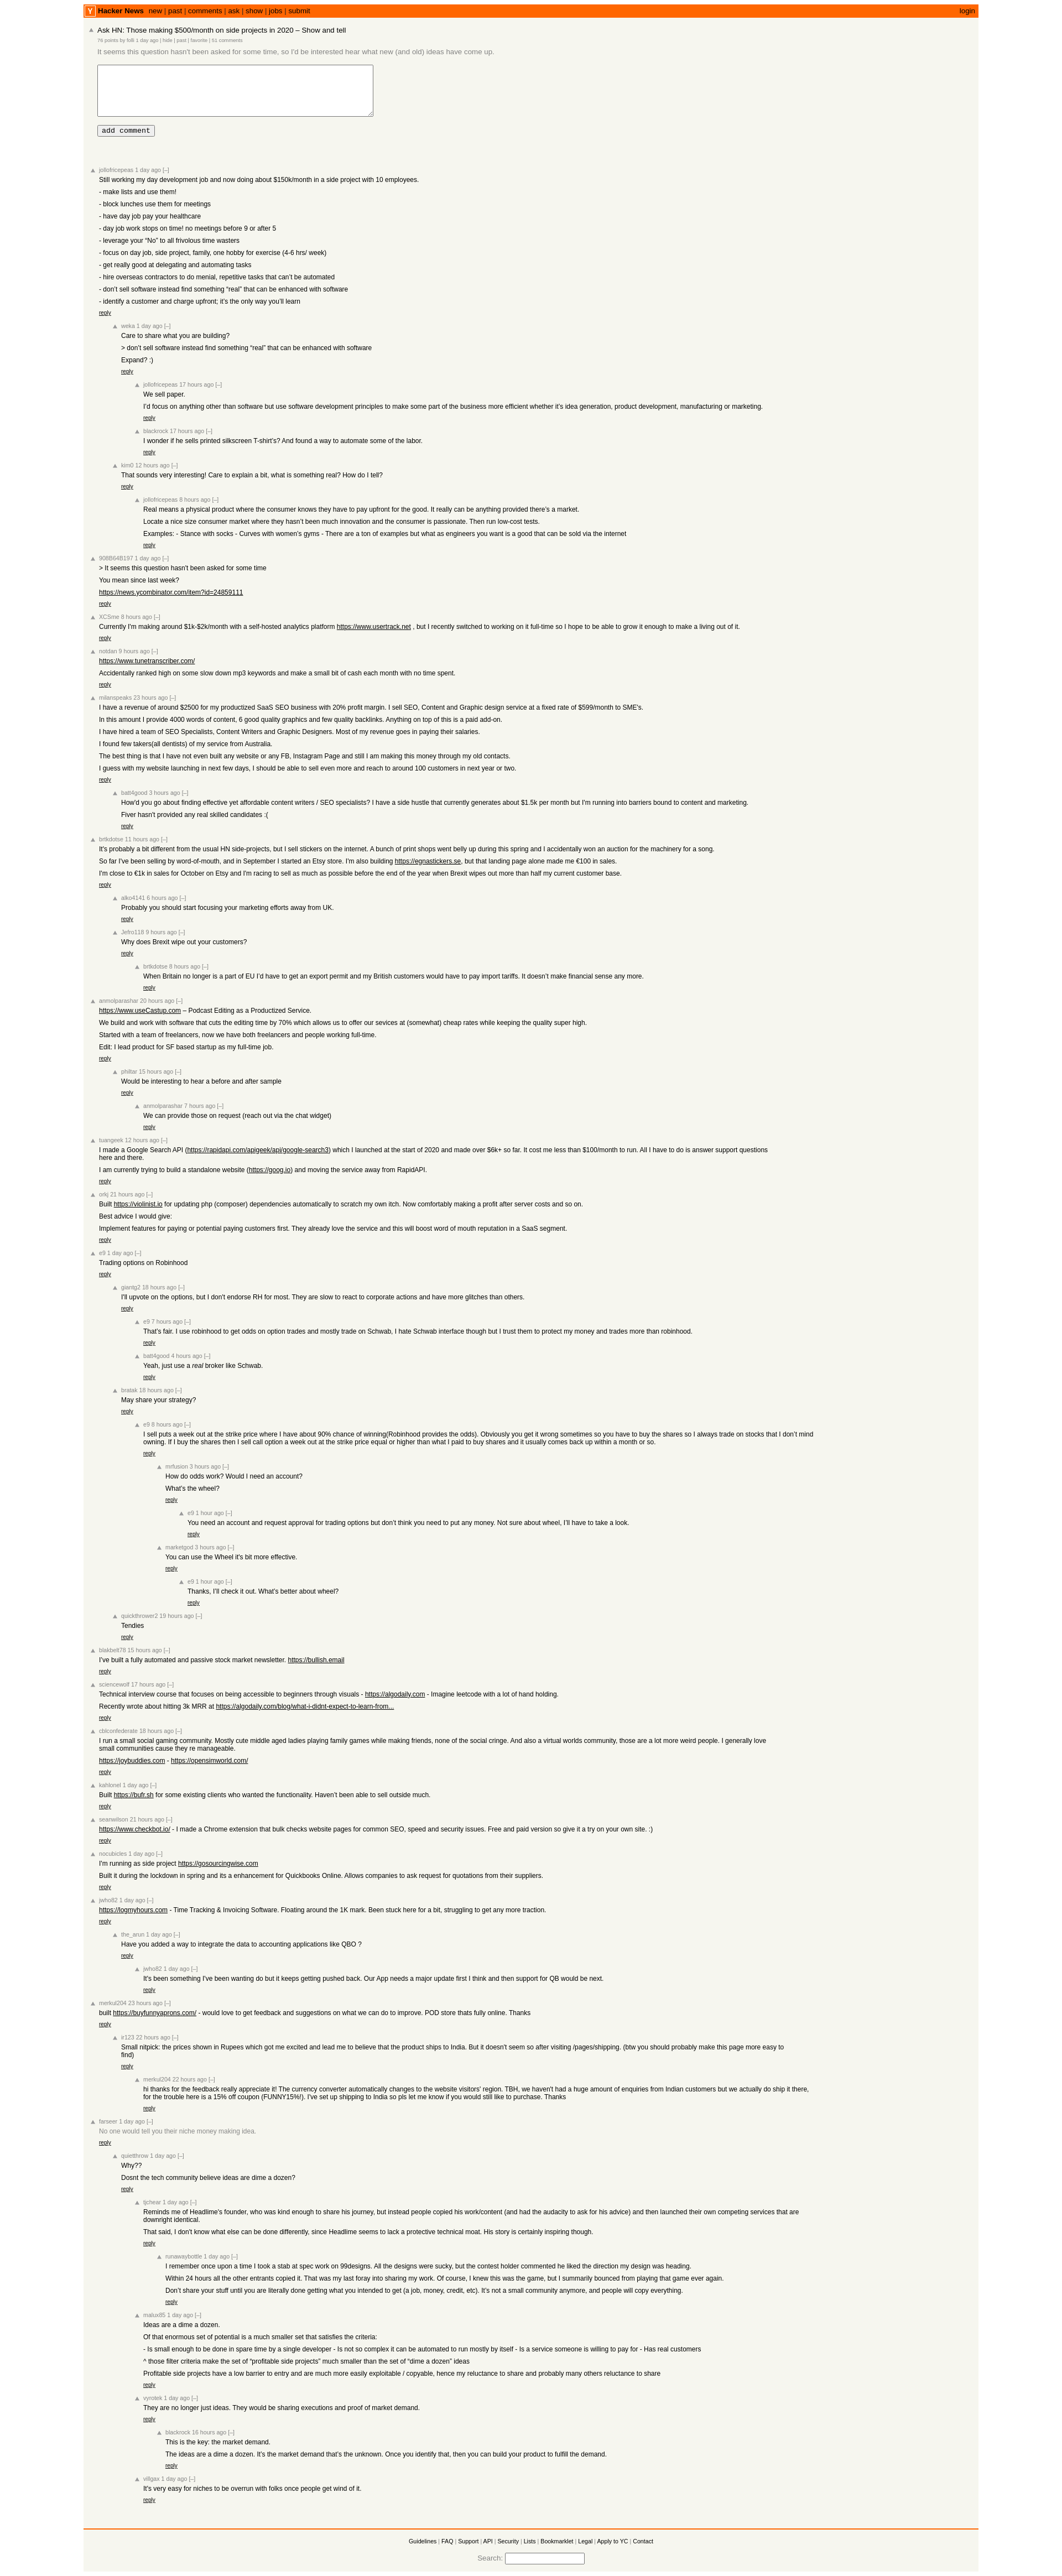 Y Hacker News new | past | comments | ask | show | jobs | submit login
Ask HN: Those making $500/month on side projects in 2020 – Show and tell
76 points by folk 1 day ago | hide | past | favorite | 51 comments
It seems this question hasn't been asked for some time, so I'd be interested hear what new (and old) ideas have come up.
add comment
jollofricepeas 1 day ago [–]
Still working my day development job and now doing about $150k/month in a side project with 10 employees.
- make lists and use them!
- block lunches use them for meetings
- have day job pay your healthcare
- day job work stops on time! no meetings before 9 or after 5
- leverage your “No” to all frivolous time wasters
- focus on day job, side project, family, one hobby for exercise (4-6 hrs/ week)
- get really good at delegating and automating tasks
- hire overseas contractors to do menial, repetitive tasks that can’t be automated
- don’t sell software instead find something “real” that can be enhanced with software
- identify a customer and charge upfront; it’s the only way you’ll learn
reply
weka 1 day ago [–]
Care to share what you are building?
> don’t sell software instead find something “real” that can be enhanced with software
Expand? :)
reply
jollofricepeas 17 hours ago [–]
We sell paper.
I’d focus on anything other than software but use software development principles to make some part of the business more efficient whether it’s idea generation, product development, manufacturing or marketing.
reply
blackrock 17 hours ago [–]
I wonder if he sells printed silkscreen T-shirt’s? And found a way to automate some of the labor.
reply
kim0 12 hours ago [–]
That sounds very interesting! Care to explain a bit, what is something real? How do I tell?
reply
jollofricepeas 8 hours ago [–]
Real means a physical product where the consumer knows they have to pay upfront for the good. It really can be anything provided there’s a market.
Locate a nice size consumer market where they hasn’t been much innovation and the consumer is passionate. Then run low-cost tests.
Examples: - Stance with socks - Curves with women's gyms - There are a ton of examples but what as engineers you want is a good that can be sold via the internet
reply
908B64B197 1 day ago [–]
> It seems this question hasn't been asked for some time
You mean since last week?
https://news.ycombinator.com/item?id=24859111
reply
XCSme 8 hours ago [–]
Currently I'm making around $1k-$2k/month with a self-hosted analytics platform https://www.usertrack.net , but I recently switched to working on it full-time so I hope to be able to grow it enough to make a living out of it.
reply
notdan 9 hours ago [–]
https://www.tunetranscriber.com/
Accidentally ranked high on some slow down mp3 keywords and make a small bit of cash each month with no time spent.
reply
milanspeaks 23 hours ago [–]
I have a revenue of around $2500 for my productized SaaS SEO business with 20% profit margin. I sell SEO, Content and Graphic design service at a fixed rate of $599/month to SME's.
In this amount I provide 4000 words of content, 6 good quality graphics and few quality backlinks. Anything on top of this is a paid add-on.
I have hired a team of SEO Specialists, Content Writers and Graphic Designers. Most of my revenue goes in paying their salaries.
I found few takers(all dentists) of my service from Australia.
The best thing is that I have not even built any website or any FB, Instagram Page and still I am making this money through my old contacts.
I guess with my website launching in next few days, I should be able to sell even more and reach to around 100 customers in next year or two.
reply
batt4good 3 hours ago [–]
How'd you go about finding effective yet affordable content writers / SEO specialists? I have a side hustle that currently generates about $1.5k per month but I'm running into barriers bound to content and marketing.
Fiver hasn't provided any real skilled candidates :(
reply
brtkdotse 11 hours ago [–]
It's probably a bit different from the usual HN side-projects, but I sell stickers on the internet. A bunch of print shops went belly up during this spring and I accidentally won an auction for the machinery for a song.
So far I've been selling by word-of-mouth, and in September I started an Etsy store. I'm also building https://egnastickers.se, but that landing page alone made me €100 in sales.
I'm close to €1k in sales for October on Etsy and I'm racing to sell as much as possible before the end of the year when Brexit wipes out more than half my current customer base.
reply
alko4141 6 hours ago [–]
Probably you should start focusing your marketing efforts away from UK.
reply
Jefro118 9 hours ago [–]
Why does Brexit wipe out your customers?
reply
brtkdotse 8 hours ago [–]
When Britain no longer is a part of EU I’d have to get an export permit and my British customers would have to pay import tariffs. It doesn’t make financial sense any more.
reply
anmolparashar 20 hours ago [–]
https://www.useCastup.com – Podcast Editing as a Productized Service.
We build and work with software that cuts the editing time by 70% which allows us to offer our sevices at (somewhat) cheap rates while keeping the quality super high.
Started with a team of freelancers, now we have both freelancers and people working full-time.
Edit: I lead product for SF based startup as my full-time job.
reply
philtar 15 hours ago [–]
Would be interesting to hear a before and after sample
reply
anmolparashar 7 hours ago [–]
We can provide those on request (reach out via the chat widget)
reply
tuangeek 12 hours ago [–]
I made a Google Search API (https://rapidapi.com/apigeek/api/google-search3) which I launched at the start of 2020 and made over $6k+ so far. It cost me less than $100/month to run. All I have to do is answer support questions
here and there.
I am currently trying to build a standalone website (https://goog.io) and moving the service away from RapidAPI.
reply
orkj 21 hours ago [–]
Built https://violinist.io for updating php (composer) dependencies automatically to scratch my own itch. Now comfortably making a profit after server costs and so on.
Best advice I would give:
Implement features for paying or potential paying customers first. They already love the service and this will boost word of mouth reputation in a SaaS segment.
reply
e9 1 day ago [–]
Trading options on Robinhood
reply
giantg2 18 hours ago [–]
I'll upvote on the options, but I don't endorse RH for most. They are slow to react to corporate actions and have more glitches than others.
reply
e9 7 hours ago [–]
That’s fair. I use robinhood to get odds on option trades and mostly trade on Schwab, I hate Schwab interface though but I trust them to protect my money and trades more than robinhood.
reply
batt4good 4 hours ago [–]
Yeah, just use a real broker like Schwab.
reply
bralak 18 hours ago [–]
May share your strategy?
reply
e9 8 hours ago [–]
I sell puts a week out at the strike price where I have about 90% chance of winning(Robinhood provides the odds). Obviously you get it wrong sometimes so you have to buy the shares so I always trade on stocks that I don’t mind
owning. If I buy the shares then I sell call option a week out at the strike price equal or higher than what I paid to buy shares and it usually comes back up within a month or so.
reply
mrfusion 3 hours ago [–]
How do odds work? Would I need an account?
What’s the wheel?
reply
e9 1 hour ago [–]
You need an account and request approval for trading options but don’t think you need to put any money. Not sure about wheel, I’ll have to take a look.
reply
marketgod 3 hours ago [–]
You can use the Wheel it's bit more effective.
reply
e9 1 hour ago [–]
Thanks, I’ll check it out. What’s better about wheel?
reply
quickthrower2 19 hours ago [–]
Tendies
reply
blakbelt78 15 hours ago [–]
I’ve built a fully automated and passive stock market newsletter. https://bullish.email
reply
sciencewolf 17 hours ago [–]
Technical interview course that focuses on being accessible to beginners through visuals - https://algodaily.com - Imagine leetcode with a lot of hand holding.
Recently wrote about hitting 3k MRR at https://algodaily.com/blog/what-i-didnt-expect-to-learn-from...
reply
cblconfederate 18 hours ago [–]
I run a small social gaming community. Mostly cute middle aged ladies playing family games while making friends, none of the social cringe. And also a virtual worlds community, those are a lot more weird people. I generally love
small communities cause they re manageable.
https://joybuddies.com - https://opensimworld.com/
reply
kahlonel 1 day ago [–]
Built https://bufr.sh for some existing clients who wanted the functionality. Haven’t been able to sell outside much.
reply
seanwilson 21 hours ago [–]
https://www.checkbot.io/ - I made a Chrome extension that bulk checks website pages for common SEO, speed and security issues. Free and paid version so give it a try on your own site. :)
reply
nocubicles 1 day ago [–]
I'm running as side project https://gosourcingwise.com
Built it during the lockdown in spring and its a enhancement for Quickbooks Online. Allows companies to ask request for quotations from their suppliers.
reply
jwho82 1 day ago [–]
https://logmyhours.com - Time Tracking & Invoicing Software. Floating around the 1K mark. Been stuck here for a bit, struggling to get any more traction.
reply
the_arun 1 day ago [–]
Have you added a way to integrate the data to accounting applications like QBO ?
reply
jwho82 1 day ago [–]
It's been something I've been wanting do but it keeps getting pushed back. Our App needs a major update first I think and then support for QB would be next.
reply
merkul204 23 hours ago [–]
built https://buyfunnyaprons.com/ - would love to get feedback and suggestions on what we can do to improve. POD store thats fully online. Thanks
reply
ir123 22 hours ago [–]
Small nitpick: the prices shown in Rupees which got me excited and lead me to believe that the product ships to India. But it doesn't seem so after visiting /pages/shipping. (btw you should probably make this page more easy to
find)
reply
merkul204 22 hours ago [–]
hi thanks for the feedback really appreciate it! The currency converter automatically changes to the website visitors' region. TBH, we haven't had a huge amount of enquiries from Indian customers but we actually do ship it there,
for the trouble here is a 15% off coupon (FUNNY15%!). I've set up shipping to India so pls let me know if you would still like to purchase. Thanks
reply
farseer 1 day ago [–]
No one would tell you their niche money making idea.
reply
quietthrow 1 day ago [–]
Why??
Dosnt the tech community believe ideas are dime a dozen?
reply
tjchear 1 day ago [–]
Reminds me of Headlime's founder, who was kind enough to share his journey, but instead people copied his work/content (and had the audacity to ask for his advice) and then launched their own competing services that are
downright identical.
That said, I don't know what else can be done differently, since Headlime seems to lack a protective technical moat. His story is certainly inspiring though.
reply
runawaybottle 1 day ago [–]
I remember once upon a time I took a stab at spec work on 99designs. All the designs were sucky, but the contest holder commented he liked the direction my design was heading.
Within 24 hours all the other entrants copied it. That was my last foray into sharing my work. Of course, I knew this was the game, but I summarily bounced from playing that game ever again.
Don’t share your stuff until you are literally done getting what you intended to get (a job, money, credit, etc). It’s not a small community anymore, and people will copy everything.
reply
malux85 1 day ago [–]
Ideas are a dime a dozen.
Of that enormous set of potential is a much smaller set that satisfies the criteria:
- Is small enough to be done in spare time by a single developer - Is not so complex it can be automated to run mostly by itself - Is a service someone is willing to pay for - Has real customers
^ those filter criteria make the set of “profitable side projects” much smaller than the set of “dime a dozen” ideas
Profitable side projects have a low barrier to entry and are much more easily exploitable / copyable, hence my reluctance to share and probably many others reluctance to share
reply
vyrotek 1 day ago [–]
They are no longer just ideas. They would be sharing executions and proof of market demand.
reply
blackrock 16 hours ago [–]
This is the key: the market demand.
The ideas are a dime a dozen. It’s the market demand that’s the unknown. Once you identify that, then you can build your product to fulfill the demand.
reply
villgax 1 day ago [–]
It's very easy for niches to be overrun with folks once people get wind of it.
reply
Guidelines | FAQ | Support | API | Security | Lists | Bookmarklet | Legal | Apply to YC | Contact
Search: